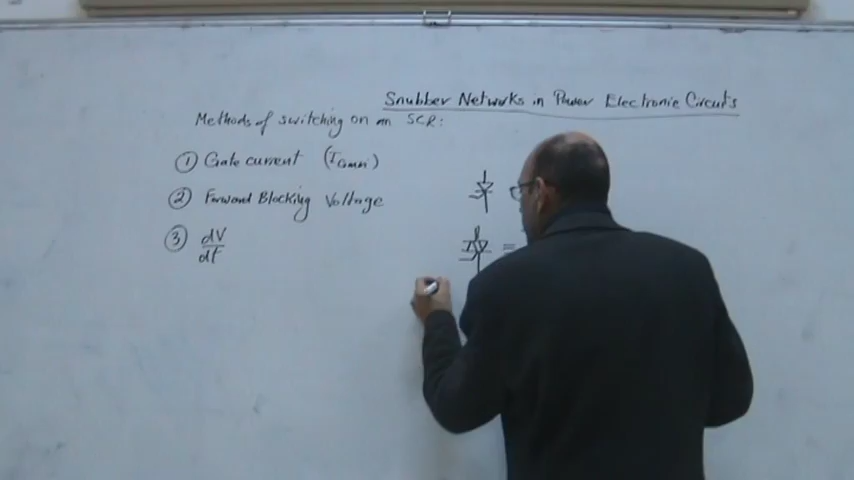 Snubber Networks in Power Electronic Circuits
Methods of switching on an SCR:
① Gate current (IGmin)
② Forward Blocking Voltage
③ dV/dt
=